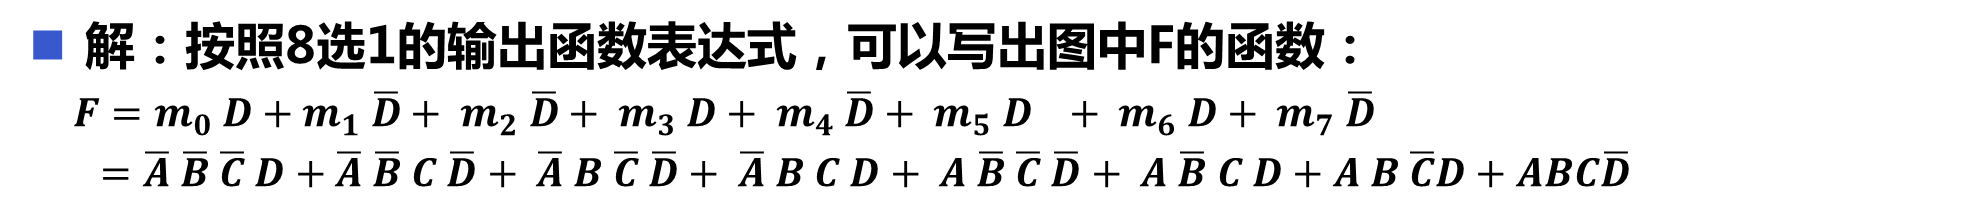 解：按照8选1的输出函数表达式，可以写出图中F的函数：
F = m₀ D + m₁ D̅ + m₂ D̅ + m₃ D + m₄ D̅ + m₅ D + m₆ D + m₇ D̅
= A̅ B̅ C̅ D + A̅ B̅ C D̅ + A̅ B C̅ D̅ + A̅ B C D + A B̅ C̅ D̅ + A B̅ C D + A B C̅ D + ABCD̅